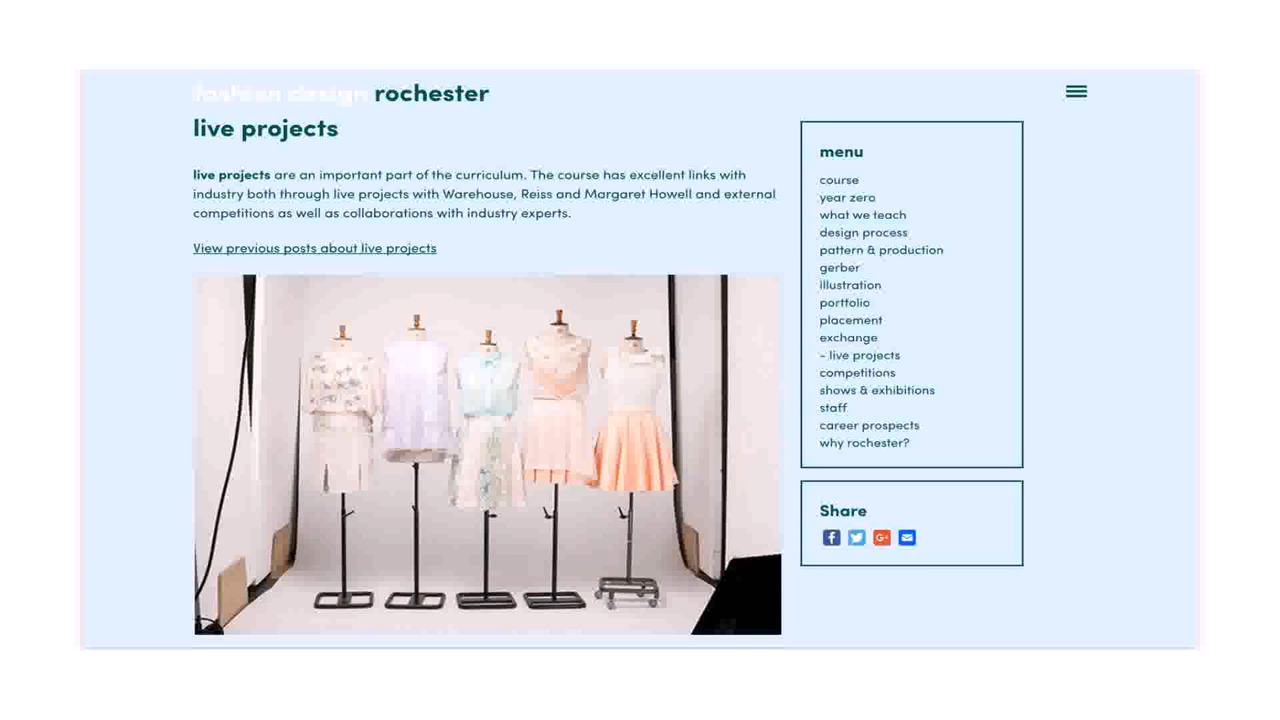 fashion design rochester
live projects
live projects are an important part of the curriculum. The course has excellent links with
industry both through live projects with Warehouse, Reiss and Margaret Howell and external
competitions as well as collaborations with industry experts.
View previous posts about live projects
menu
course
year zero
what we teach
design process
pattern & production
gerber
illustration
portfolio
placement
exchange
- live projects
competitions
shows & exhibitions
staff
career prospects
why rochester?
Share